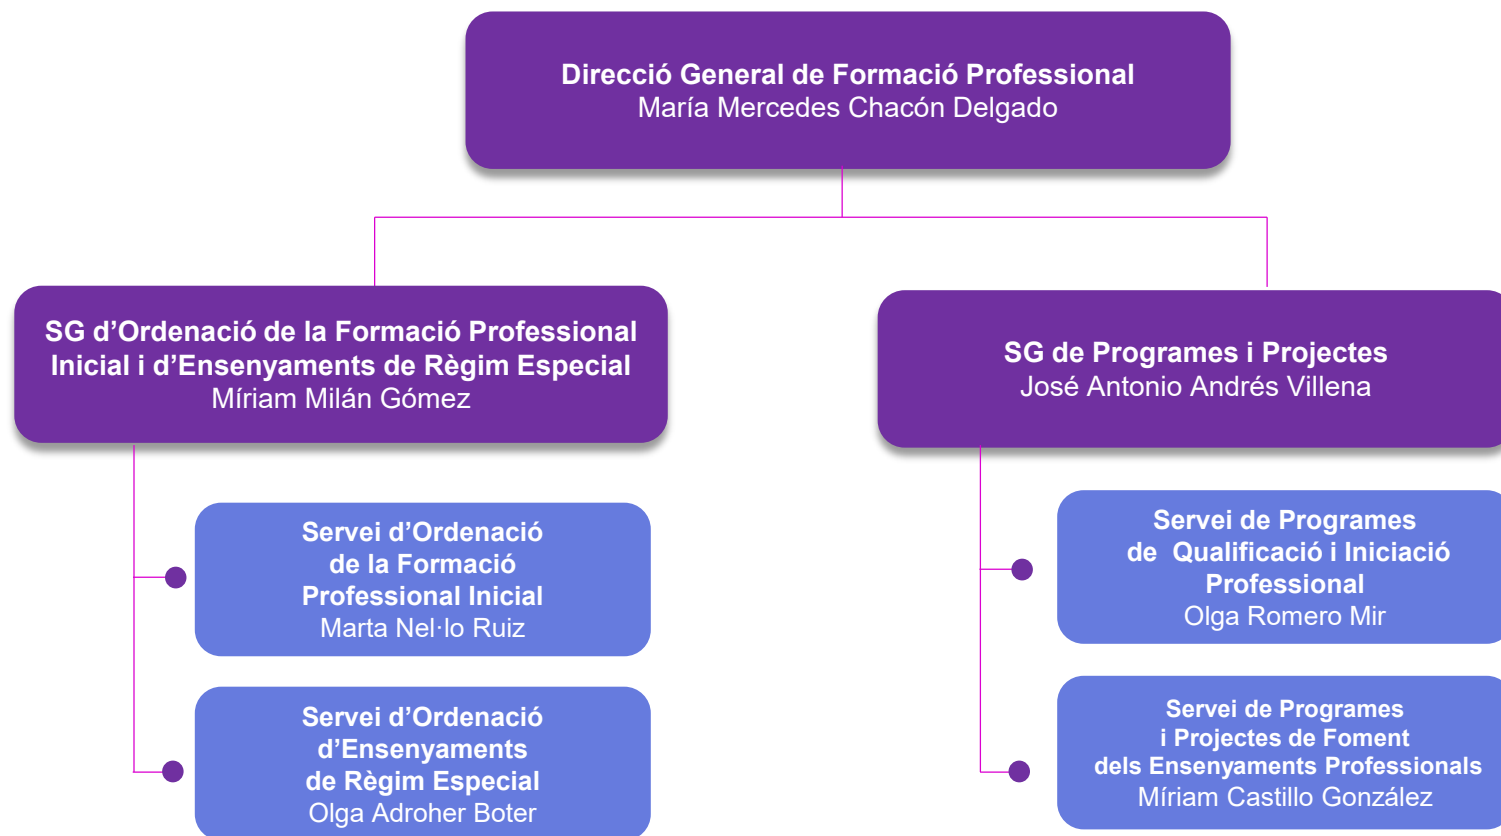 Direcció General de Formació Professional
María Mercedes Chacón Delgado
SG d’Ordenació de la Formació Professional
Inicial i d’Ensenyaments de Règim Especial
Míriam Milán Gómez
SG de Programes i Projectes
José Antonio Andrés Villena
Servei d’Ordenació
de la Formació
Professional Inicial
Marta Nel·lo Ruiz
Servei de Programes
de Qualificació i Iniciació
Professional
Olga Romero Mir
Servei d’Ordenació
d’Ensenyaments
de Règim Especial
Olga Adroher Boter
Servei de Programes
i Projectes de Foment
dels Ensenyaments Professionals
Míriam Castillo González